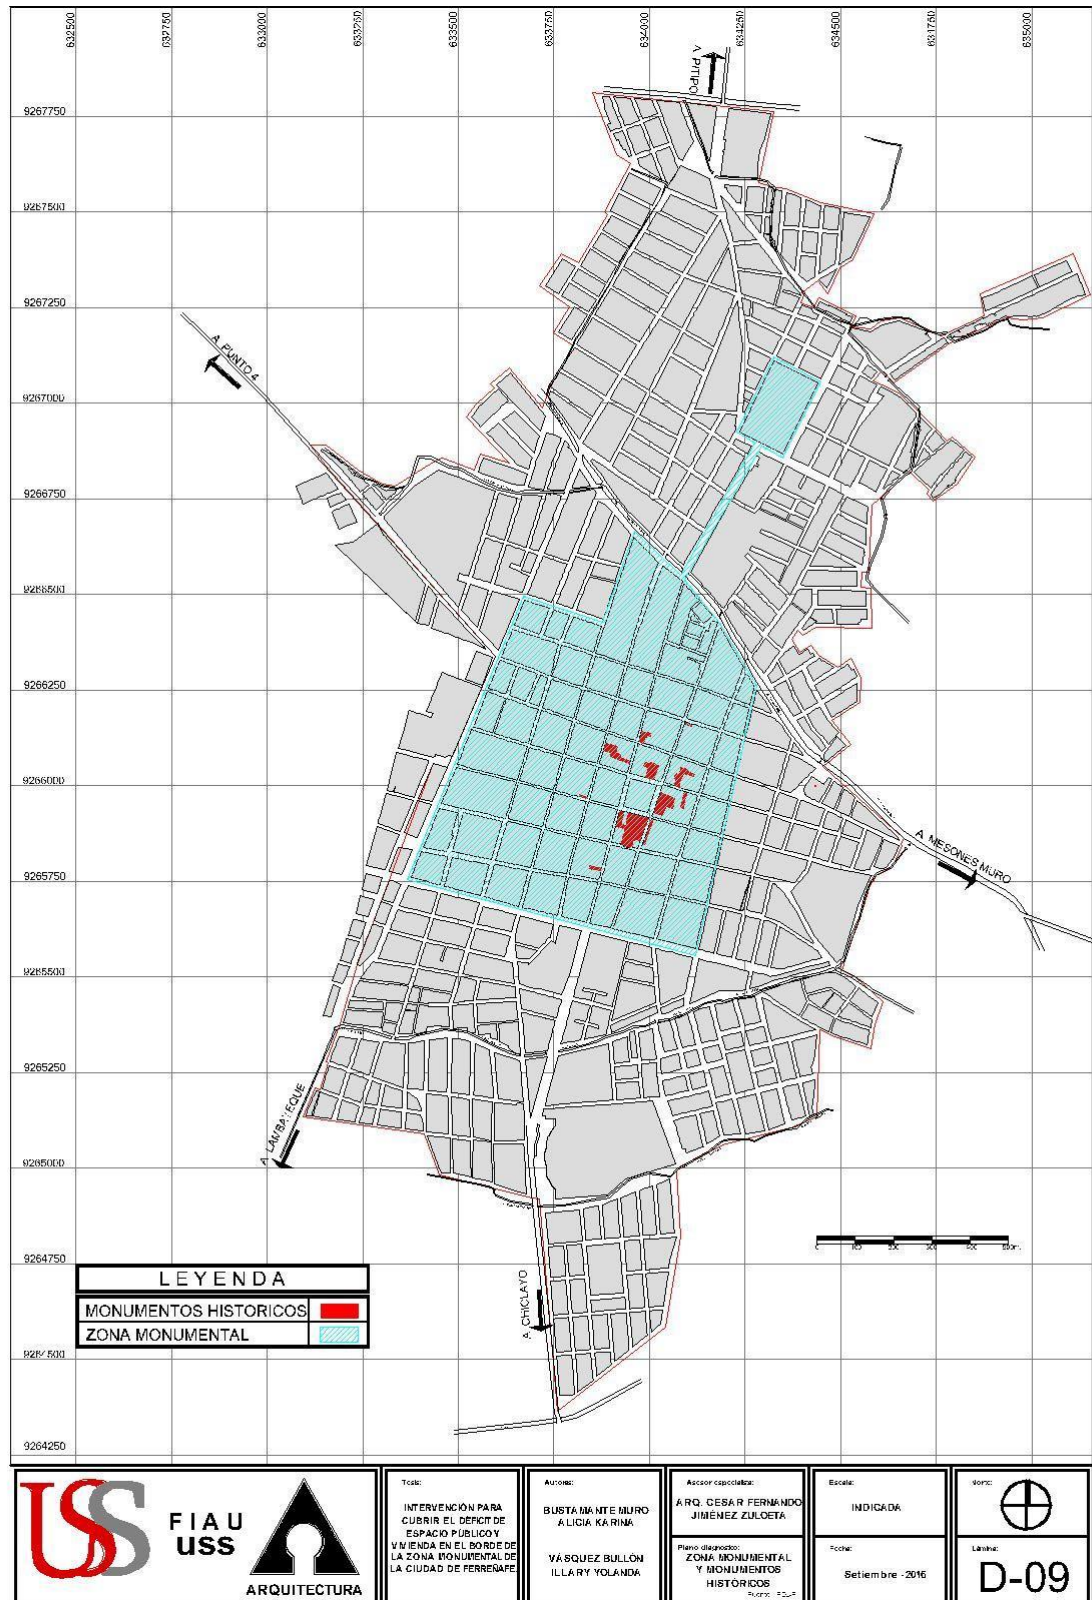 632500
632750
633000
633250
633500
633750
634000
634250
634500
635000
A. PITIPO
9267750
9267500
9267250
A. PUNTO 4
9267000
9266750
9266500
9266250
9266000
A. MESONES MURO
9265750
9265500
9265250
A. LAMBAYEQUE
9265000
9264750
A. CHICLAYO
LEYENDA
MONUMENTOS HISTORICOS
ZONA MONUMENTAL
9264500
9264250
USS
FIAU
USS
ARQUITECTURA
Tesis:
INTERVENCIÓN PARA
CUBRIR EL DEFICIT DE
ESPACIO PÚBLICO Y
VIVIENDA EN EL BORDE DE
LA ZONA MONUMENTAL DE
LA CIUDAD DE FERREÑAFE.
Autores:
BUSTAMANTE MURO
ALICIA KARINA
VÁSQUEZ BULLÓN
ILLARY YOLANDA
Asesor especialista:
ARQ. CESAR FERNANDO
JIMÉNEZ ZULOETA
Plano diagnostico:
ZONA MONUMENTAL
Y MONUMENTOS
HISTÓRICOS
Escala:
INDICADA
Fecha:
Setiembre - 2016
Norte:
Lámina:
D-09